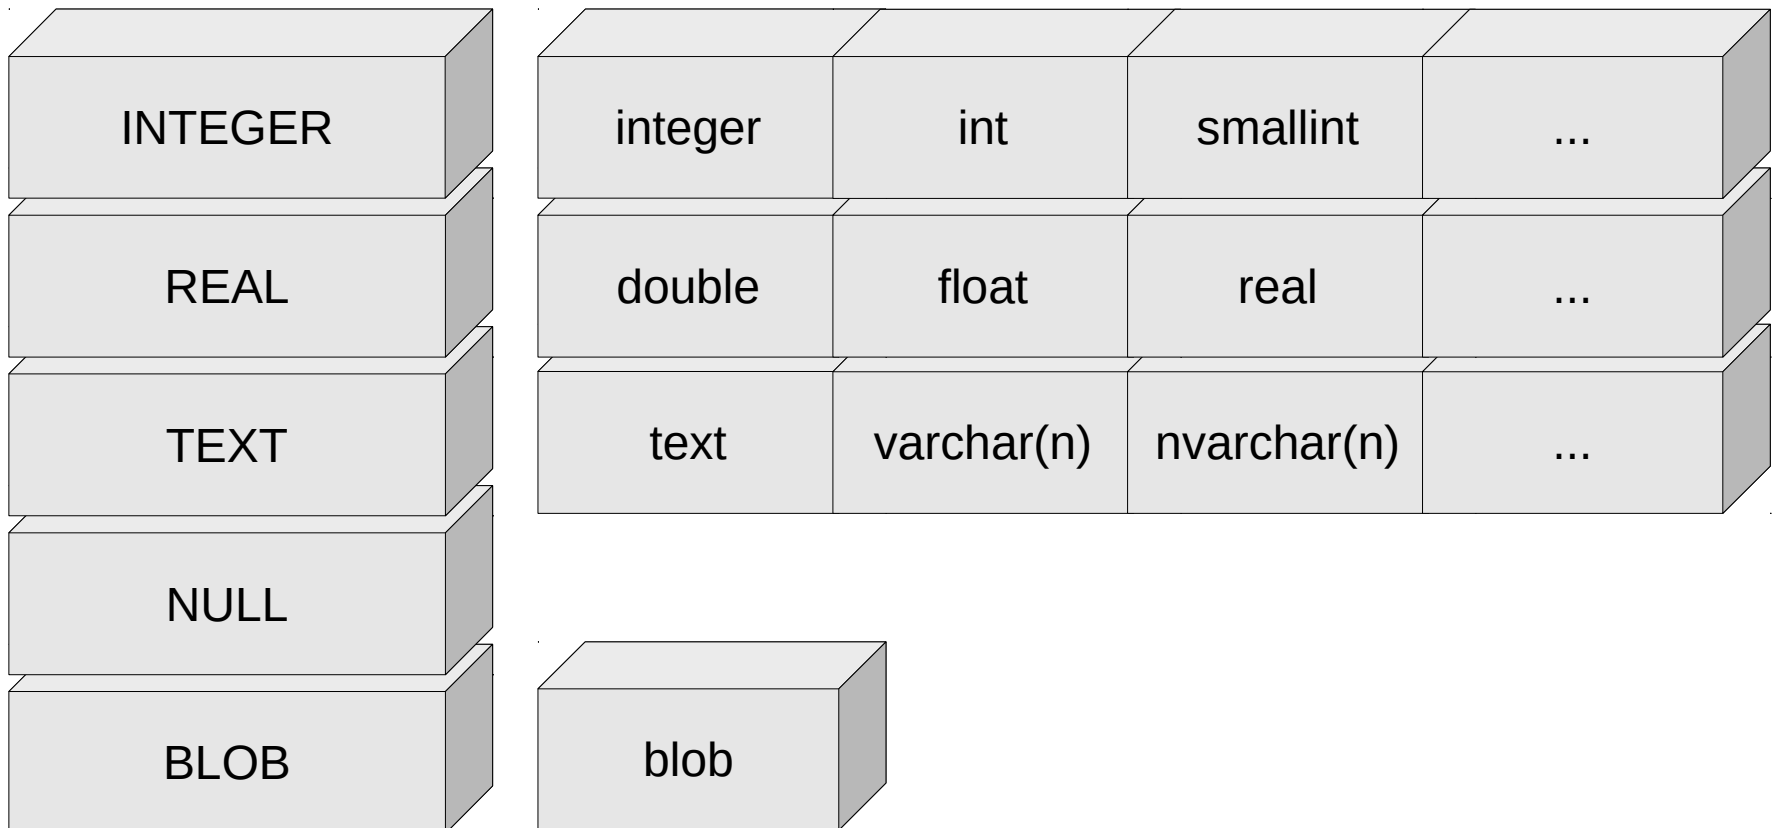 INTEGER integer int smallint ...
REAL double float real ...
TEXT text varchar(n) nvarchar(n) ...
NULL
BLOB blob